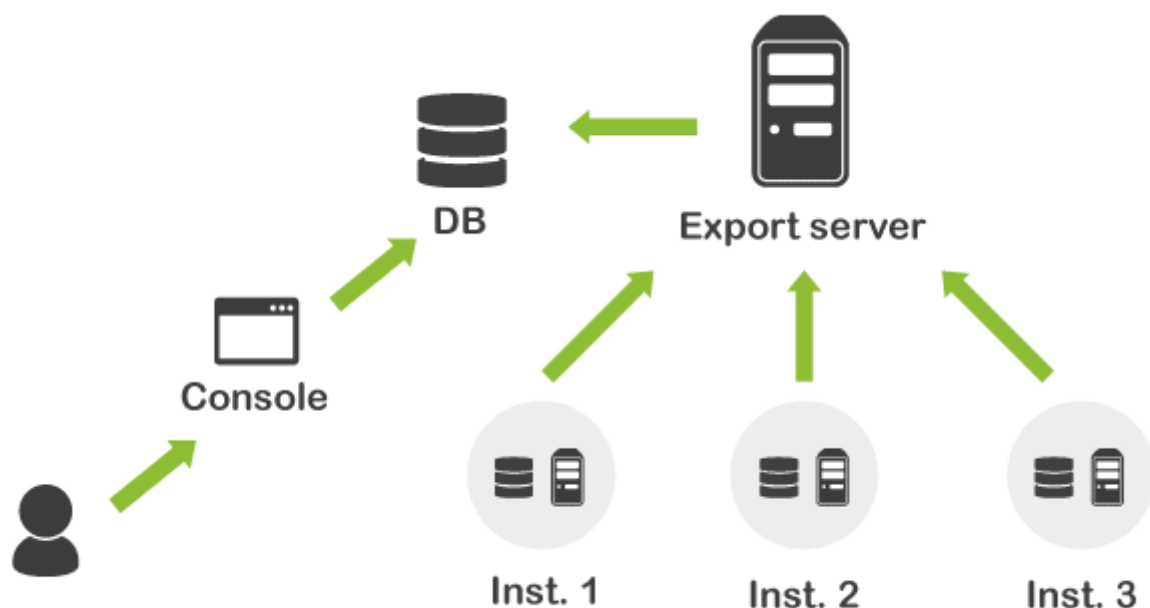 DB
Export server
Console
Inst. 1
Inst. 2
Inst. 3